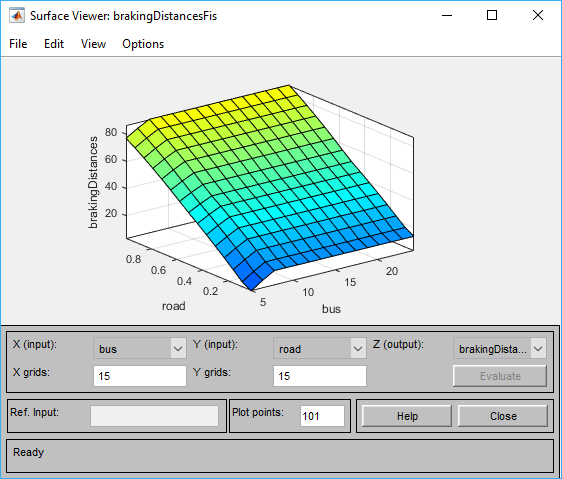 Surface Viewer: brakingDistancesFis
File Edit View Options
brakingDistances
80
60
40
20
0.8
0.6
0.4
0.2
road
5
10
15
20
bus
X (input): bus Y (input): road Z (output): brakingDista...
X grids: 15 Y grids: 15 Evaluate
Ref. Input: Plot points: 101 Help Close
Ready